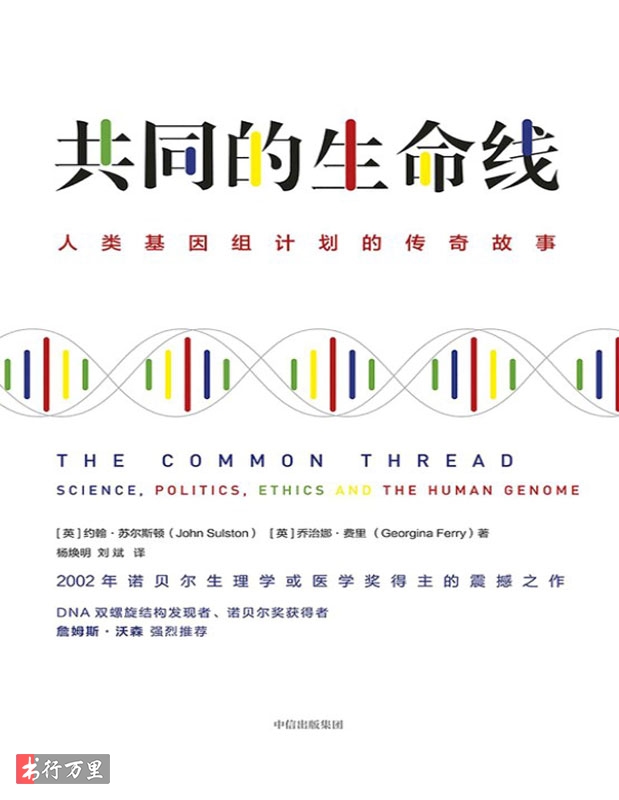 共同的生命线
人类基因组计划的传奇故事
THE COMMON THREAD
SCIENCE, POLITICS, ETHICS AND THE HUMAN GENOME
[英]约翰·苏尔斯顿(John Sulston) [英]乔治娜·费里(Georgina Ferry)著
杨焕明 刘斌 译
2002年诺贝尔生理学或医学奖得主的震撼之作
DNA双螺旋结构发现者、诺贝尔奖获得者
詹姆斯·沃森 强烈推荐
中信出版集团
书行万里